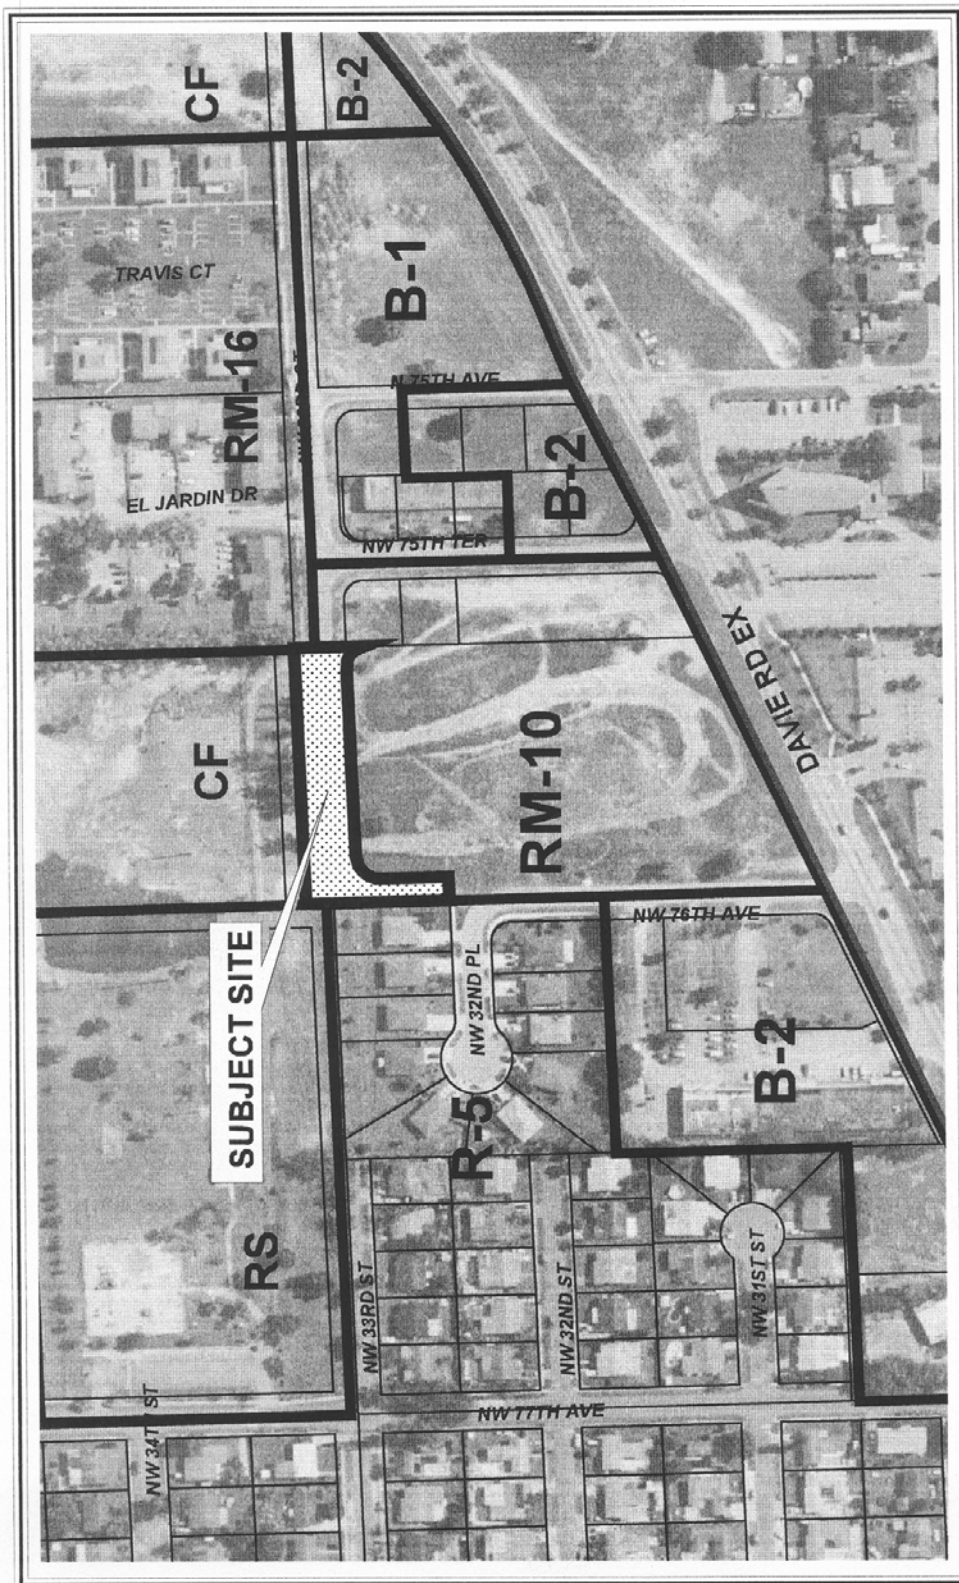 CF
B-2
TRAVIS CT
B-1
RM-16
N 75TH AVE
EL JARDIN DR
B-2
NW 75TH TER
DAVIE RD EX
CF
RM-10
SUBJECT SITE
NW 76TH AVE
NW 32ND PL
B-2
R-5
RS
NW 33RD ST
NW 32ND ST
NW 31ST ST
NW 77TH AVE
NW 34TH ST